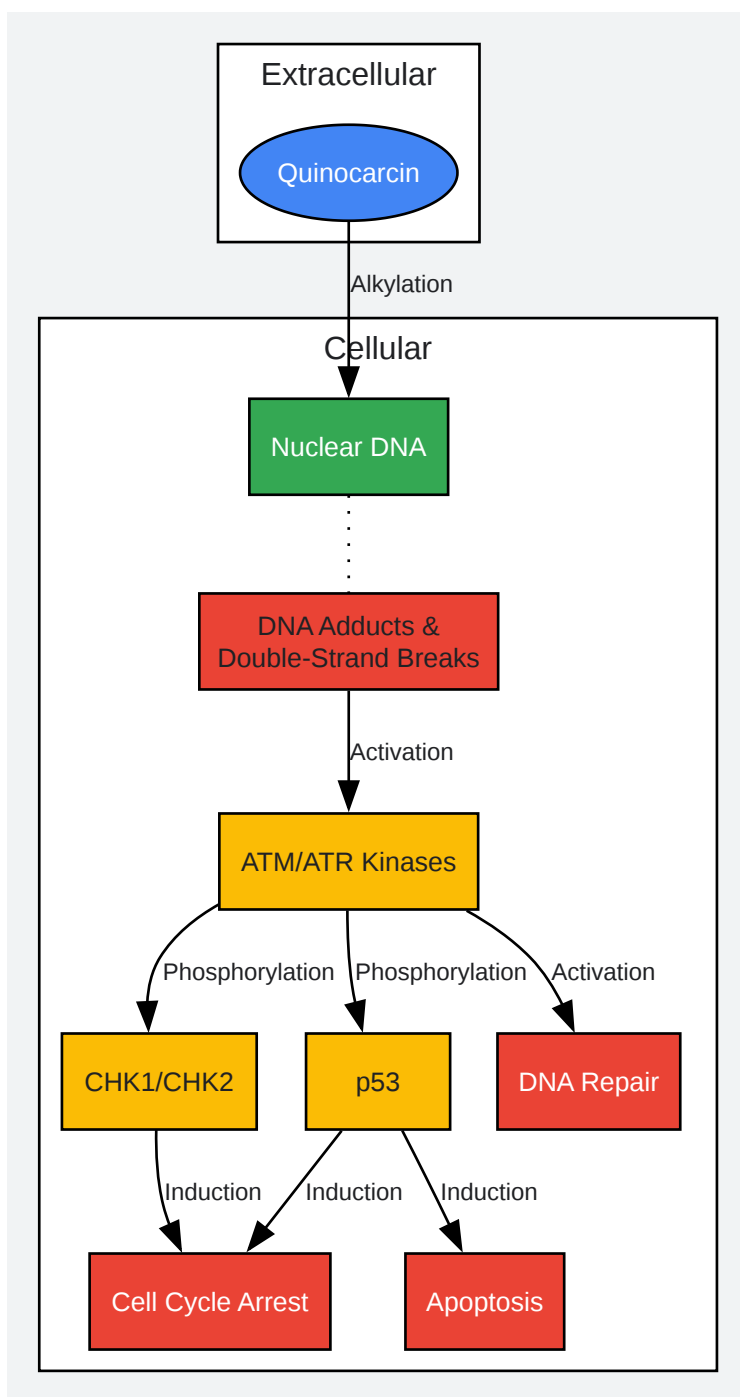 Extracellular
Quinocarcin
Alkylation
Cellular
Nuclear DNA
DNA Adducts &
Double-Strand Breaks
Activation
ATM/ATR Kinases
Phosphorylation
Phosphorylation
Activation
CHK1/CHK2
p53
DNA Repair
Induction
Induction
Induction
Cell Cycle Arrest
Apoptosis